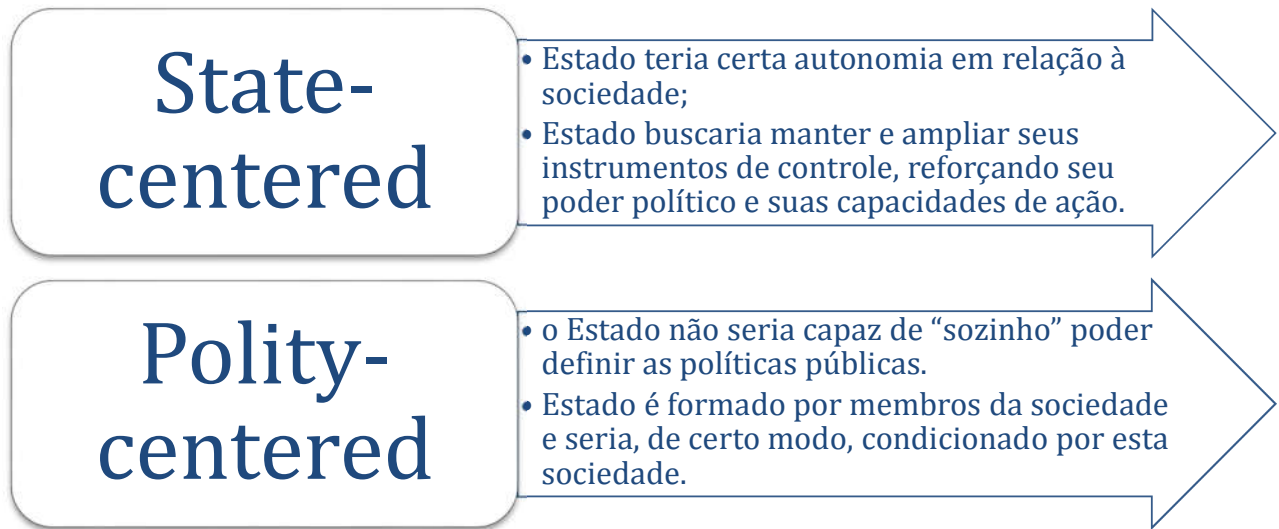 State-
centered
• Estado teria certa autonomia em relação à
sociedade;
• Estado buscaria manter e ampliar seus
instrumentos de controle, reforçando seu
poder político e suas capacidades de ação.
Polity-
centered
• o Estado não seria capaz de “sozinho” poder
definir as políticas públicas.
• Estado é formado por membros da sociedade
e seria, de certo modo, condicionado por esta
sociedade.